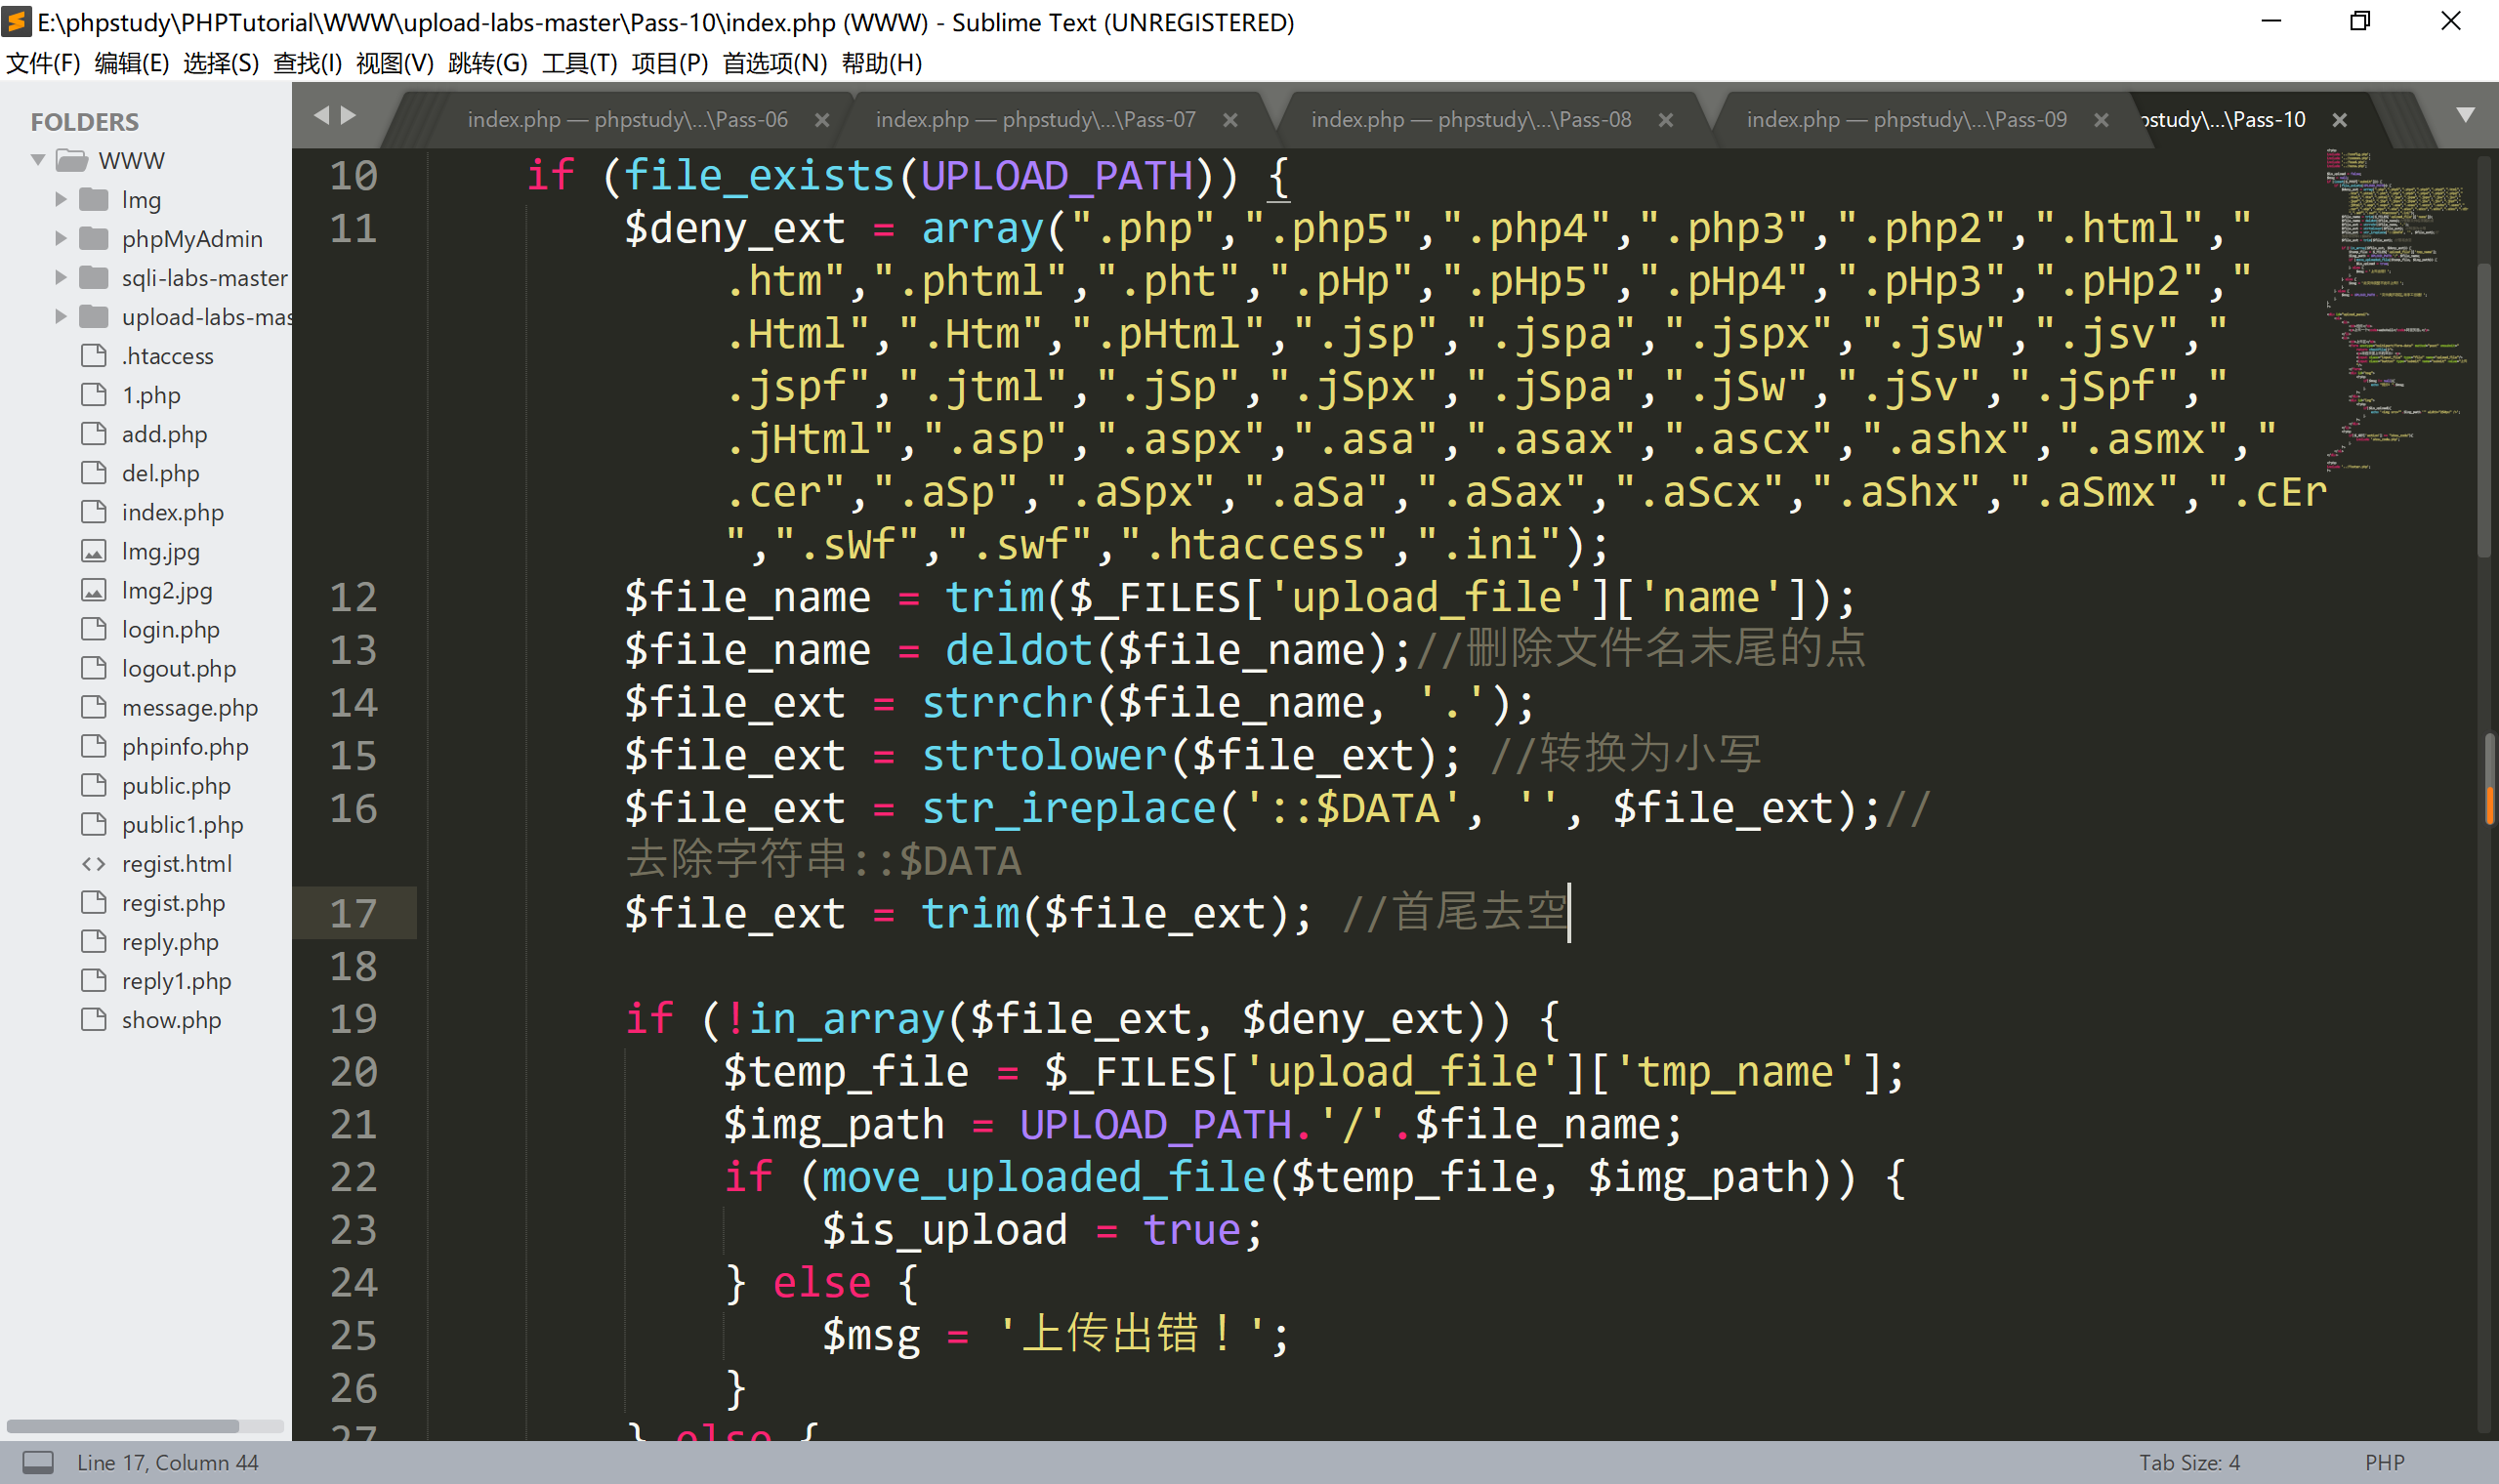 E:\phpstudy\PHPTutorial\WWW\upload-labs-master\Pass-10\index.php (WWW) - Sublime Text (UNREGISTERED)
文件(F) 编辑(E) 选择(S) 查找(I) 视图(V) 跳转(G) 工具(T) 项目(P) 首选项(N) 帮助(H)
FOLDERS
WWW
Img
phpMyAdmin
sqli-labs-master
upload-labs-mas
.htaccess
1.php
add.php
del.php
index.php
Img.jpg
Img2.jpg
login.php
logout.php
message.php
phpinfo.php
public.php
public1.php
regist.html
regist.php
reply.php
reply1.php
show.php
index.php — phpstudy\...\Pass-06
index.php — phpstudy\...\Pass-07
index.php — phpstudy\...\Pass-08
index.php — phpstudy\...\Pass-09
pstudy\...\Pass-10
10 if (file_exists(UPLOAD_PATH)) {
11 $deny_ext = array(".php",".php5",".php4",".php3",".php2",".html","
.htm",".phtml",".pht",".pHp",".pHp5",".pHp4",".pHp3",".pHp2","
.Html",".Htm",".pHtml",".jsp",".jspa",".jspx",".jsw",".jsv","
.jspf",".jtml",".jSp",".jSpx",".jSpa",".jSw",".jSv",".jSpf","
.jHtml",".asp",".aspx",".asa",".asax",".ascx",".ashx",".asmx","
.cer",".aSp",".aSpx",".aSa",".aSax",".aScx",".aShx",".aSmx",".cEr
",".sWf",".swf",".htaccess",".ini");
12 $file_name = trim($_FILES['upload_file']['name']);
13 $file_name = deldot($file_name);//删除文件名末尾的点
14 $file_ext = strrchr($file_name, '.');
15 $file_ext = strtolower($file_ext); //转换为小写
16 $file_ext = str_ireplace('::$DATA', '', $file_ext);//
去除字符串::$DATA
17 $file_ext = trim($file_ext); //首尾去空
18
19 if (!in_array($file_ext, $deny_ext)) {
20 $temp_file = $_FILES['upload_file']['tmp_name'];
21 $img_path = UPLOAD_PATH.'/'.$file_name;
22 if (move_uploaded_file($temp_file, $img_path)) {
23 $is_upload = true;
24 } else {
25 $msg = '上传出错！';
26 }
27 } else {
Line 17, Column 44
Tab Size: 4
PHP